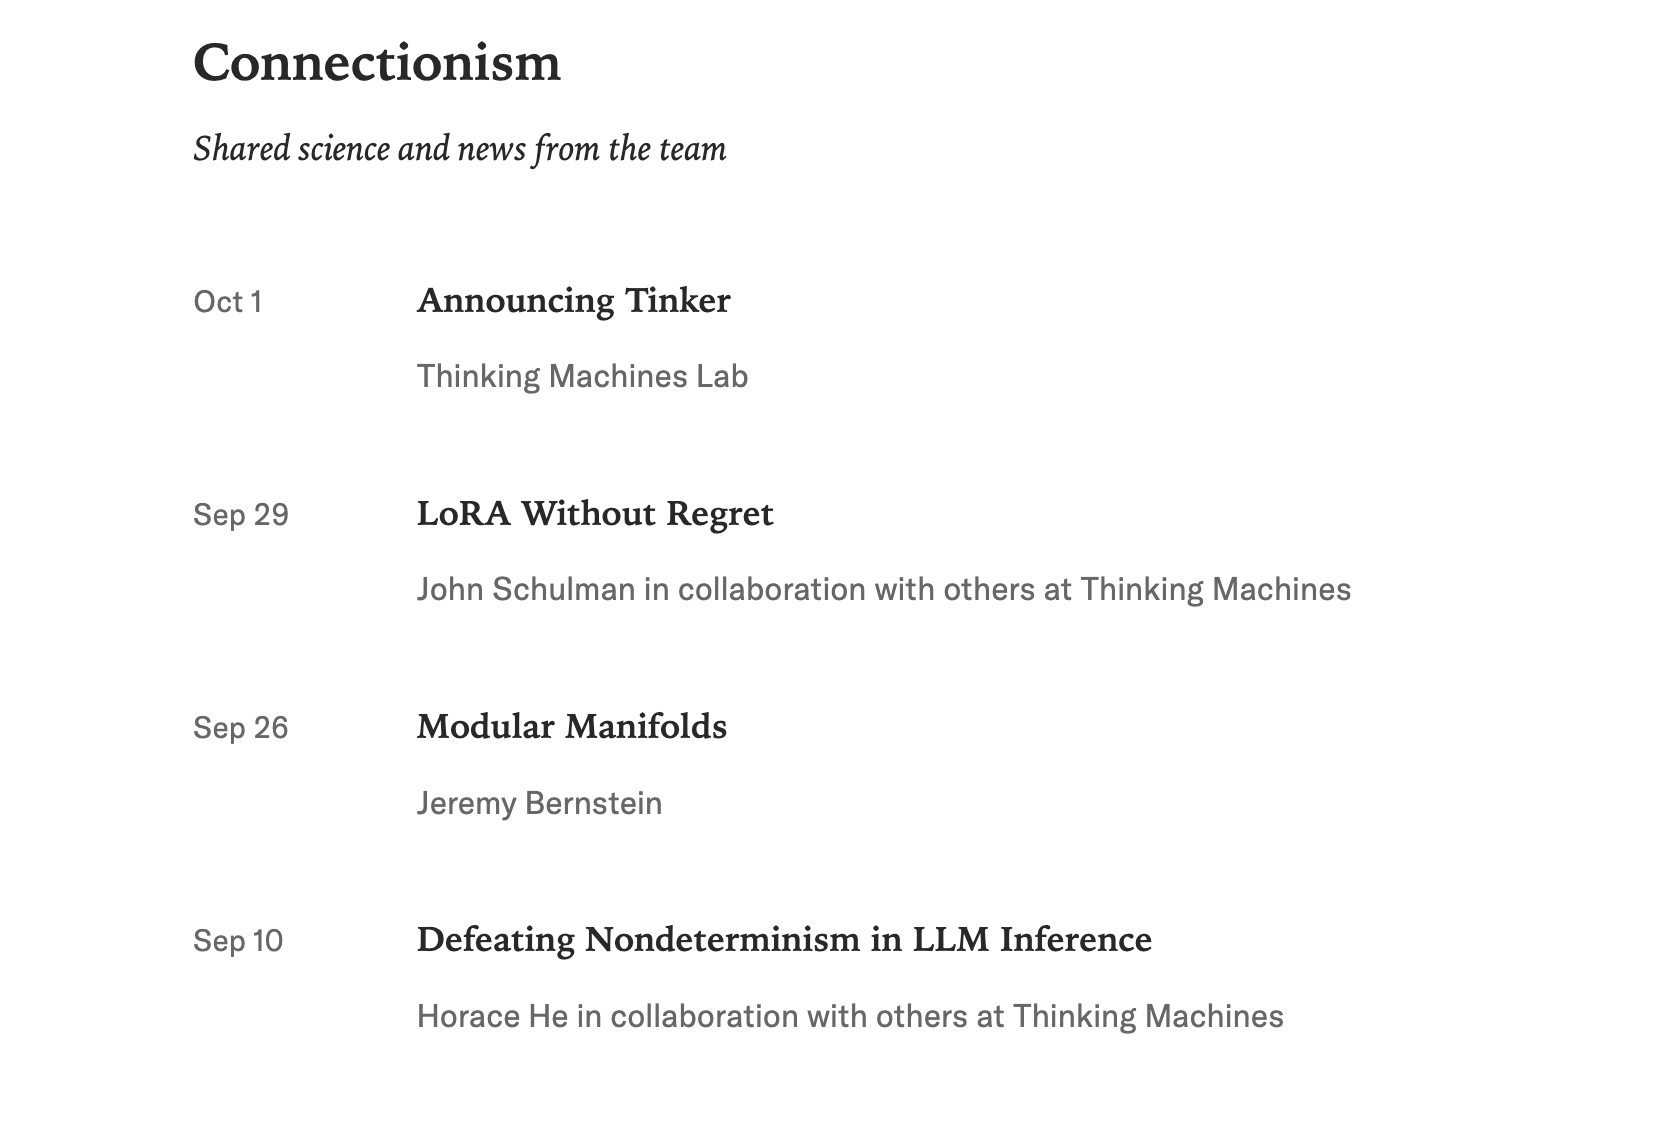 Connectionism
Shared science and news from the team
Oct 1
Announcing Tinker
Thinking Machines Lab
Sep 29
LoRA Without Regret
John Schulman in collaboration with others at Thinking Machines
Sep 26
Modular Manifolds
Jeremy Bernstein
Sep 10
Defeating Nondeterminism in LLM Inference
Horace He in collaboration with others at Thinking Machines